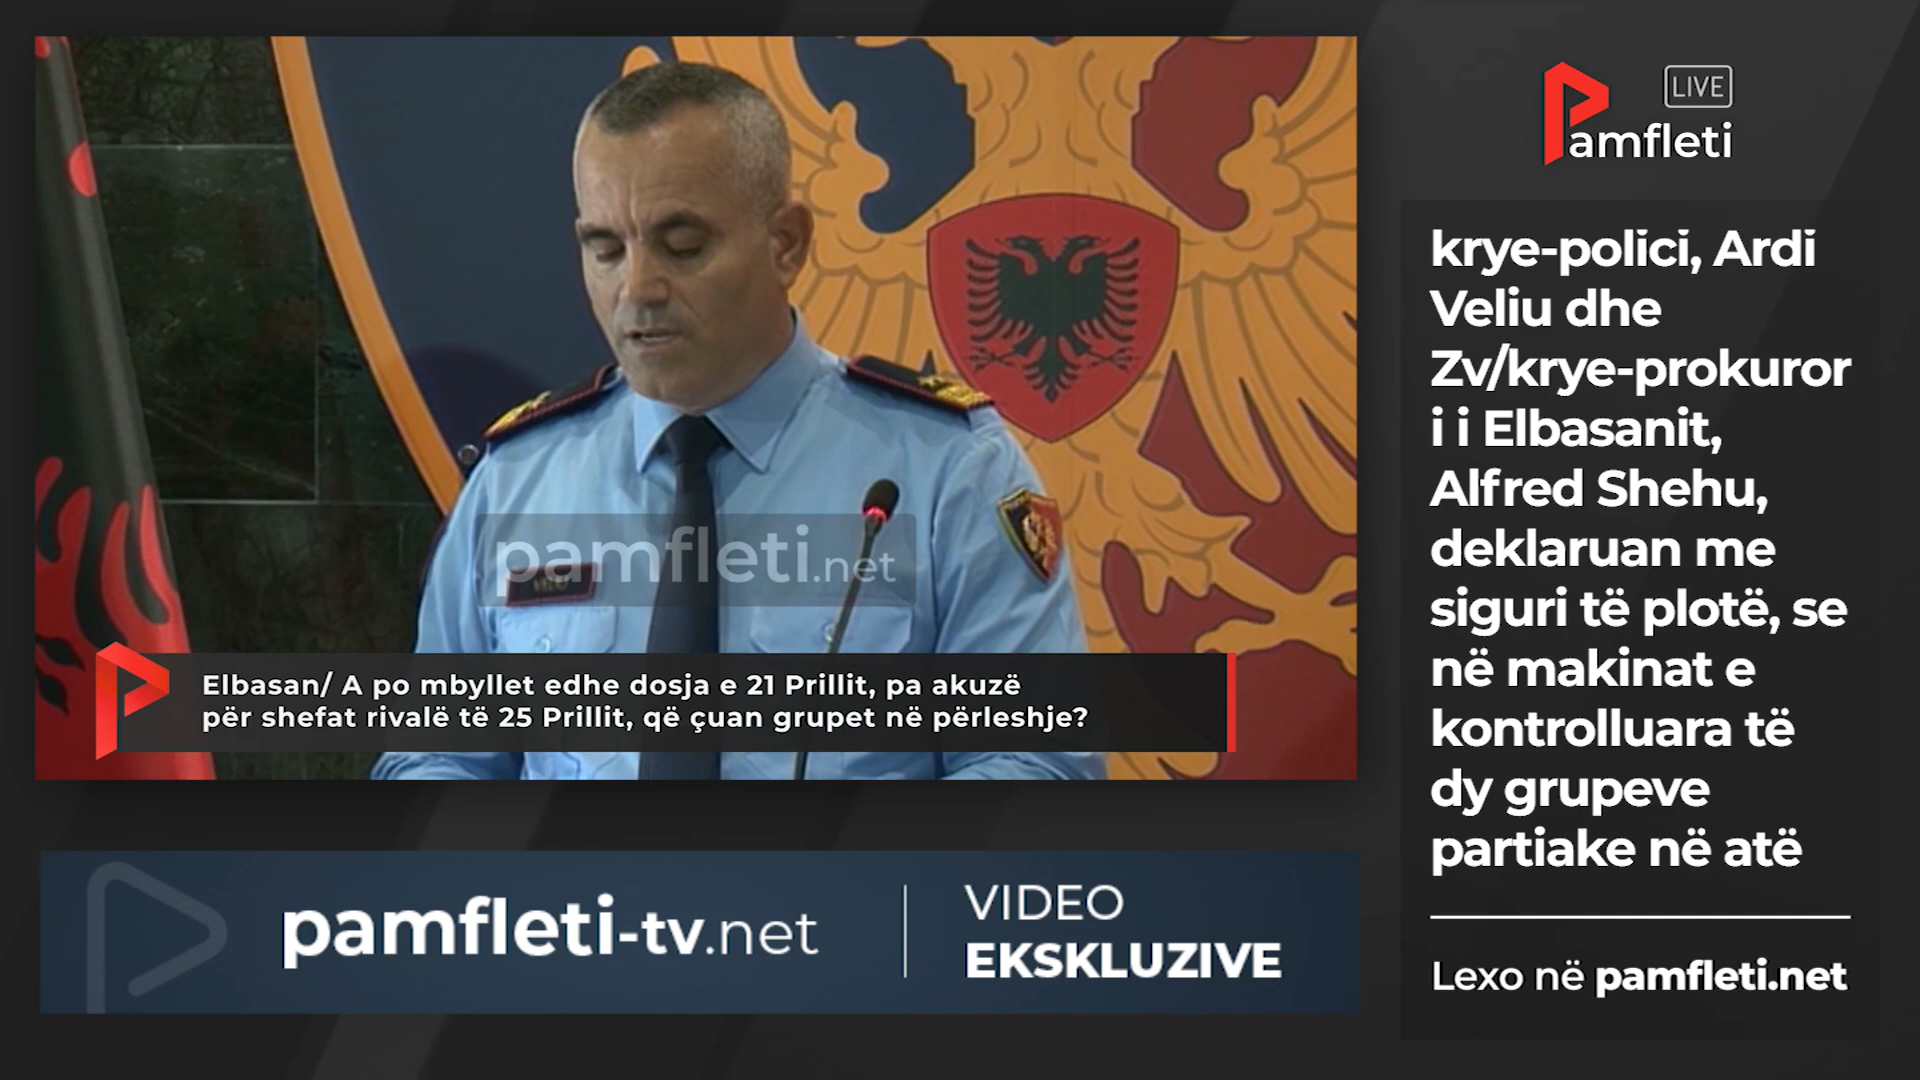 LIVE
Pamfleti
krye-polici, Ardi
Veliu dhe
Zv/krye-prokuror
i i Elbasanit,
Alfred Shehu,
deklaruan me
siguri të plotë, se
në makinat e
kontrolluara të
dy grupeve
partiake në atë
Lexo në pamfleti.net
pamfleti.net
Elbasan/ A po mbyllet edhe dosja e 21 Prillit, pa akuzë
për shefat rivalë të 25 Prillit, që çuan grupet në përleshje?
pamfleti-tv.net
VIDEO
EKSKLUZIVE